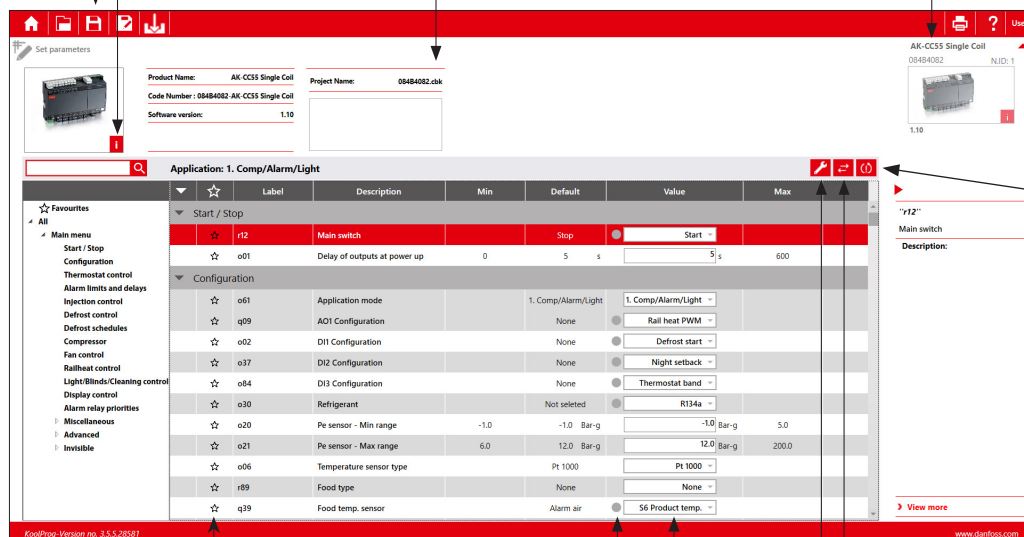 ? Use
Set parameters
Product Name: AK-CC55 Single Coil
Code Number : 084B4082-AK-CC55 Single Coil
Software version: 1.10
Project Name: 084B4082.cbk
AK-CC55 Single Coil
084B4082 N.ID: 1
i
i
1.10
Application: 1. Comp/Alarm/Light
Label Description Min Default Value Max
Favourites
All
Main menu
Start / Stop
Configuration
Thermostat control
Alarm limits and delays
Injection control
Defrost control
Defrost schedules
Compressor
Fan control
Railheat control
Light/Blinds/Cleaning control
Display control
Alarm relay priorities
Miscellaneous
Advanced
Invisible
Start / Stop
r12 Main switch Stop Start
o01 Delay of outputs at power up 0 5 s 5 s 600
Configuration
o61 Application mode 1. Comp/Alarm/Light 1. Comp/Alarm/Light
q09 AO1 Configuration None Rail heat PWM
o02 DI1 Configuration None Defrost start
o37 DI2 Configuration None Night setback
o84 DI3 Configuration None Thermostat band
o30 Refrigerant Not seleted R134a
o20 Pe sensor - Min range -1.0 -1.0 Bar-g -1.0 Bar-g 5.0
o21 Pe sensor - Max range 6.0 12.0 Bar-g 12.0 Bar-g 200.0
o06 Temperature sensor type Pt 1000 Pt 1000
r89 Food type None None
q39 Food temp. sensor Alarm air S6 Product temp.
"r12"
Main switch
Description:
View more
KoolProg-Version no. 3.5.5.28581
www.danfoss.com